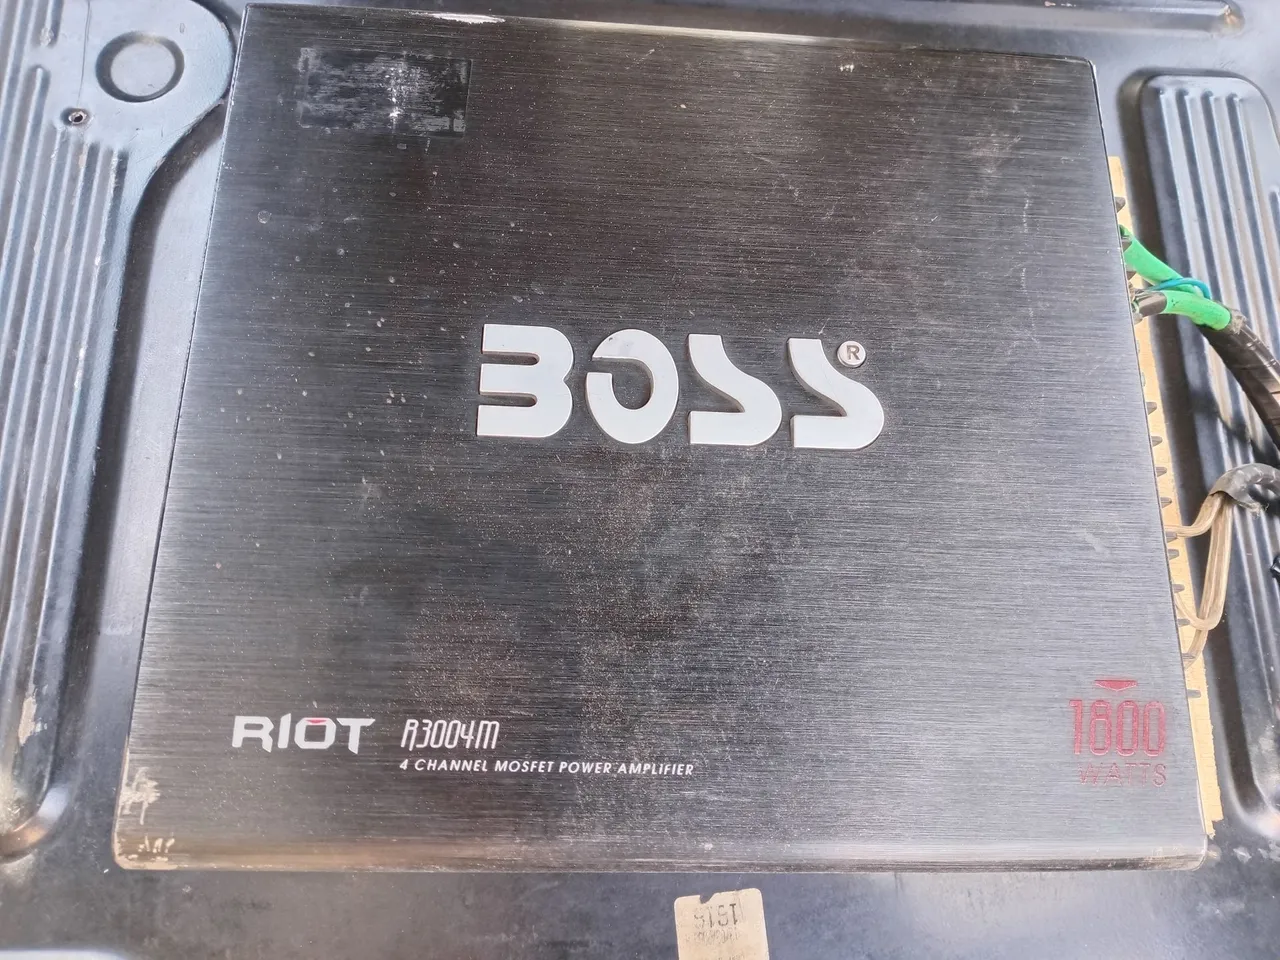 BOSS®
RIOT R3004M
4 CHANNEL MOSFET POWER AMPLIFIER
1800
WATTS